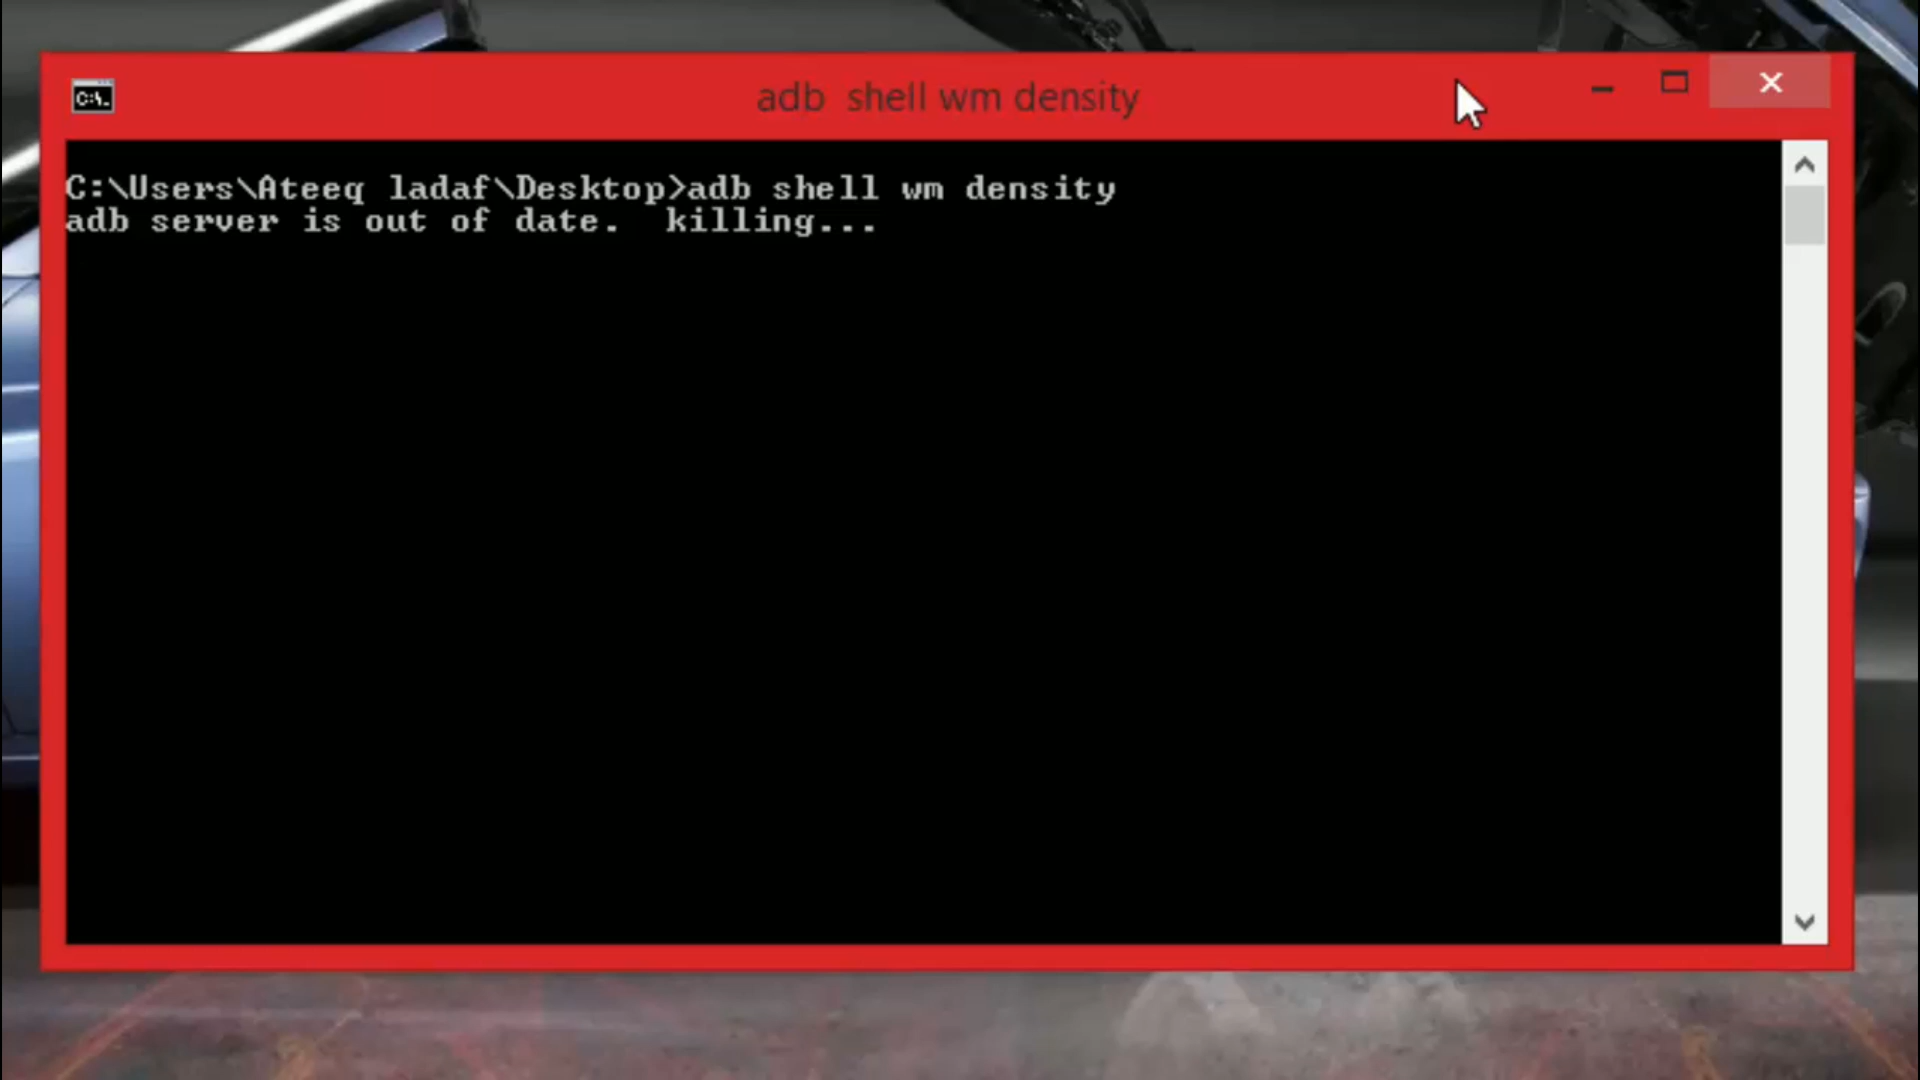 adb  shell wm density
C:\Users\Ateeq ladaf\Desktop>adb shell wm density
adb server is out of date.  killing...